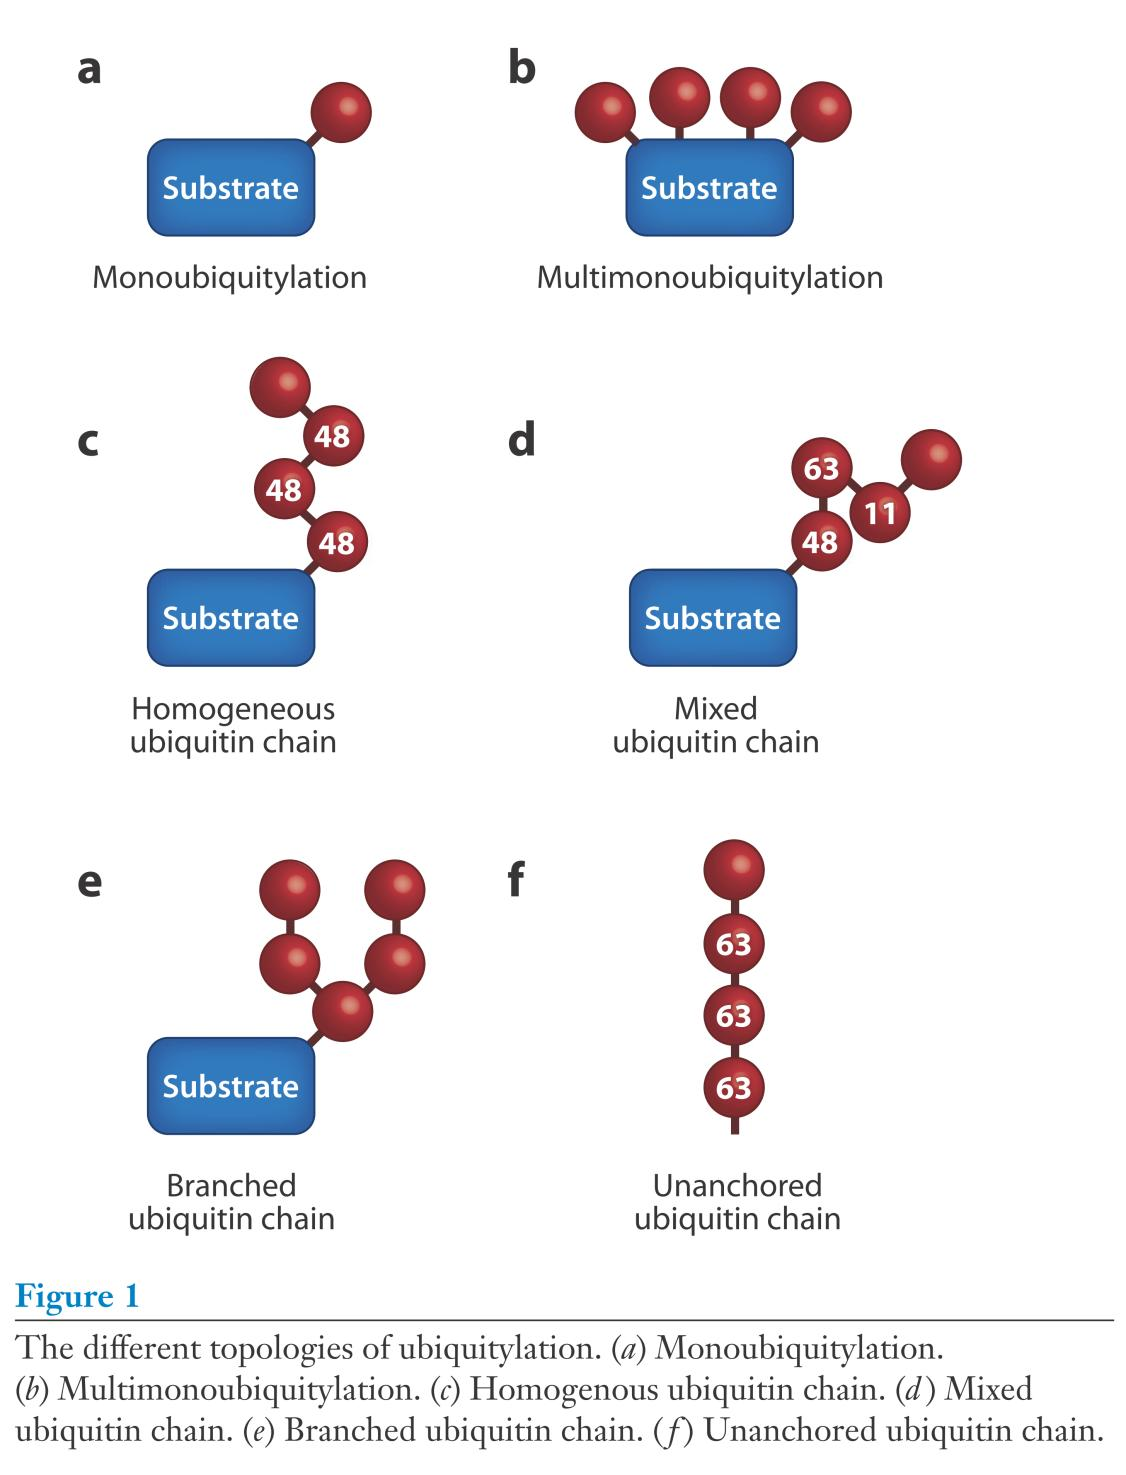 a
Substrate
Monoubiquitylation
b
Substrate
Multimonoubiquitylation
c
48
48
48
Substrate
Homogeneous
ubiquitin chain
d
63
11
48
Substrate
Mixed
ubiquitin chain
e
Substrate
Branched
ubiquitin chain
f
63
63
63
Unanchored
ubiquitin chain
Figure 1
The different topologies of ubiquitylation. (a) Monoubiquitylation.
(b) Multimonoubiquitylation. (c) Homogenous ubiquitin chain. (d) Mixed
ubiquitin chain. (e) Branched ubiquitin chain. (f) Unanchored ubiquitin chain.